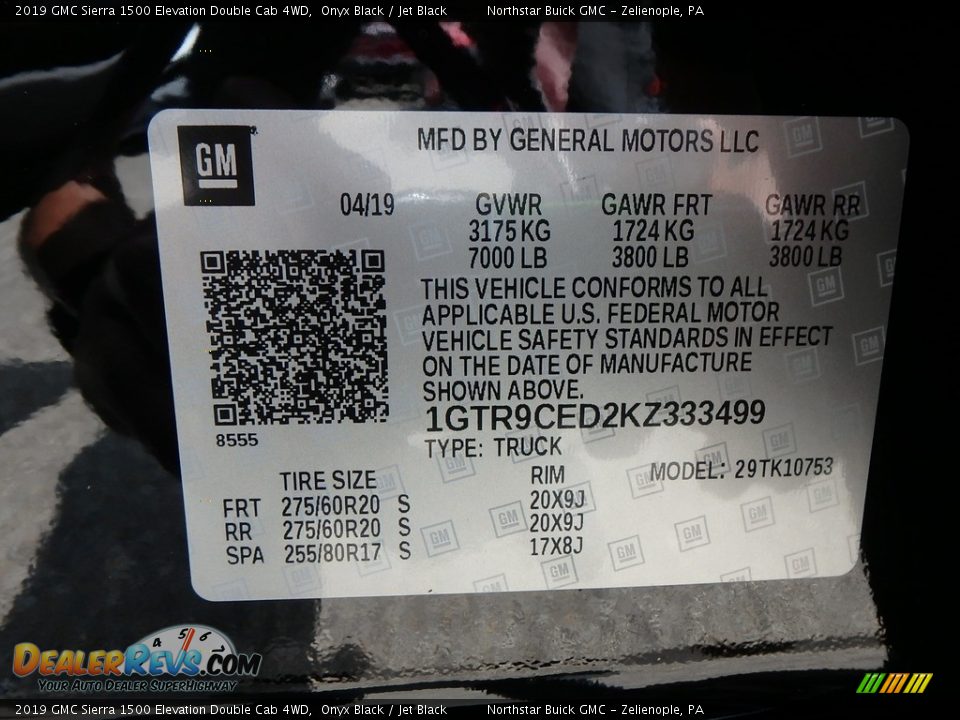 2019 GMC Sierra 1500 Elevation Double Cab 4WD, Onyx Black / Jet Black Northstar Buick GMC - Zelienople, PA
GM
MFD BY GENERAL MOTORS LLC
04/19 GVWR GAWR FRT GAWR RR
3175 KG 1724 KG 1724 KG
7000 LB 3800 LB 3800 LB
THIS VEHICLE CONFORMS TO ALL
APPLICABLE U.S. FEDERAL MOTOR
VEHICLE SAFETY STANDARDS IN EFFECT
ON THE DATE OF MANUFACTURE
SHOWN ABOVE.
1GTR9CED2KZ333499
8555
TYPE: TRUCK
MODEL: 29TK10753
TIRE SIZE RIM
FRT 275/60R20 S 20X9J
RR 275/60R20 S 20X9J
SPA 255/80R17 S 17X8J
4 5 6
DEALERREVS.COM
YOUR AUTO DEALER SUPERHIGHWAY
2019 GMC Sierra 1500 Elevation Double Cab 4WD, Onyx Black / Jet Black Northstar Buick GMC - Zelienople, PA